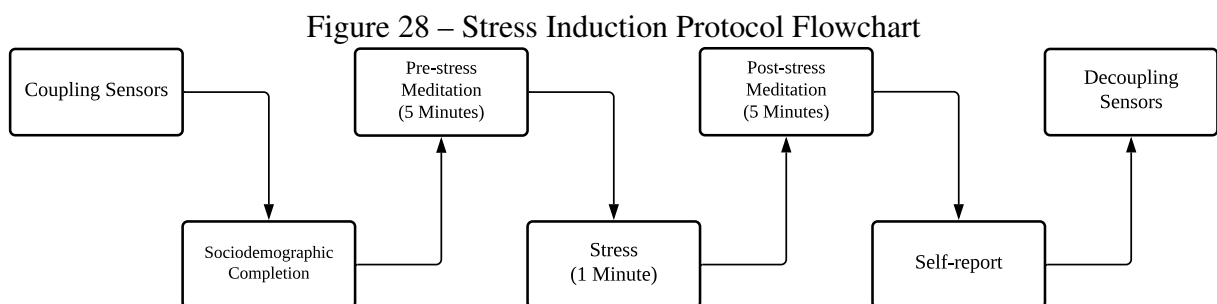 Figure 28 – Stress Induction Protocol Flowchart
Coupling Sensors
Sociodemographic
Completion
Pre-stress
Meditation
(5 Minutes)
Stress
(1 Minute)
Post-stress
Meditation
(5 Minutes)
Self-report
Decoupling
Sensors